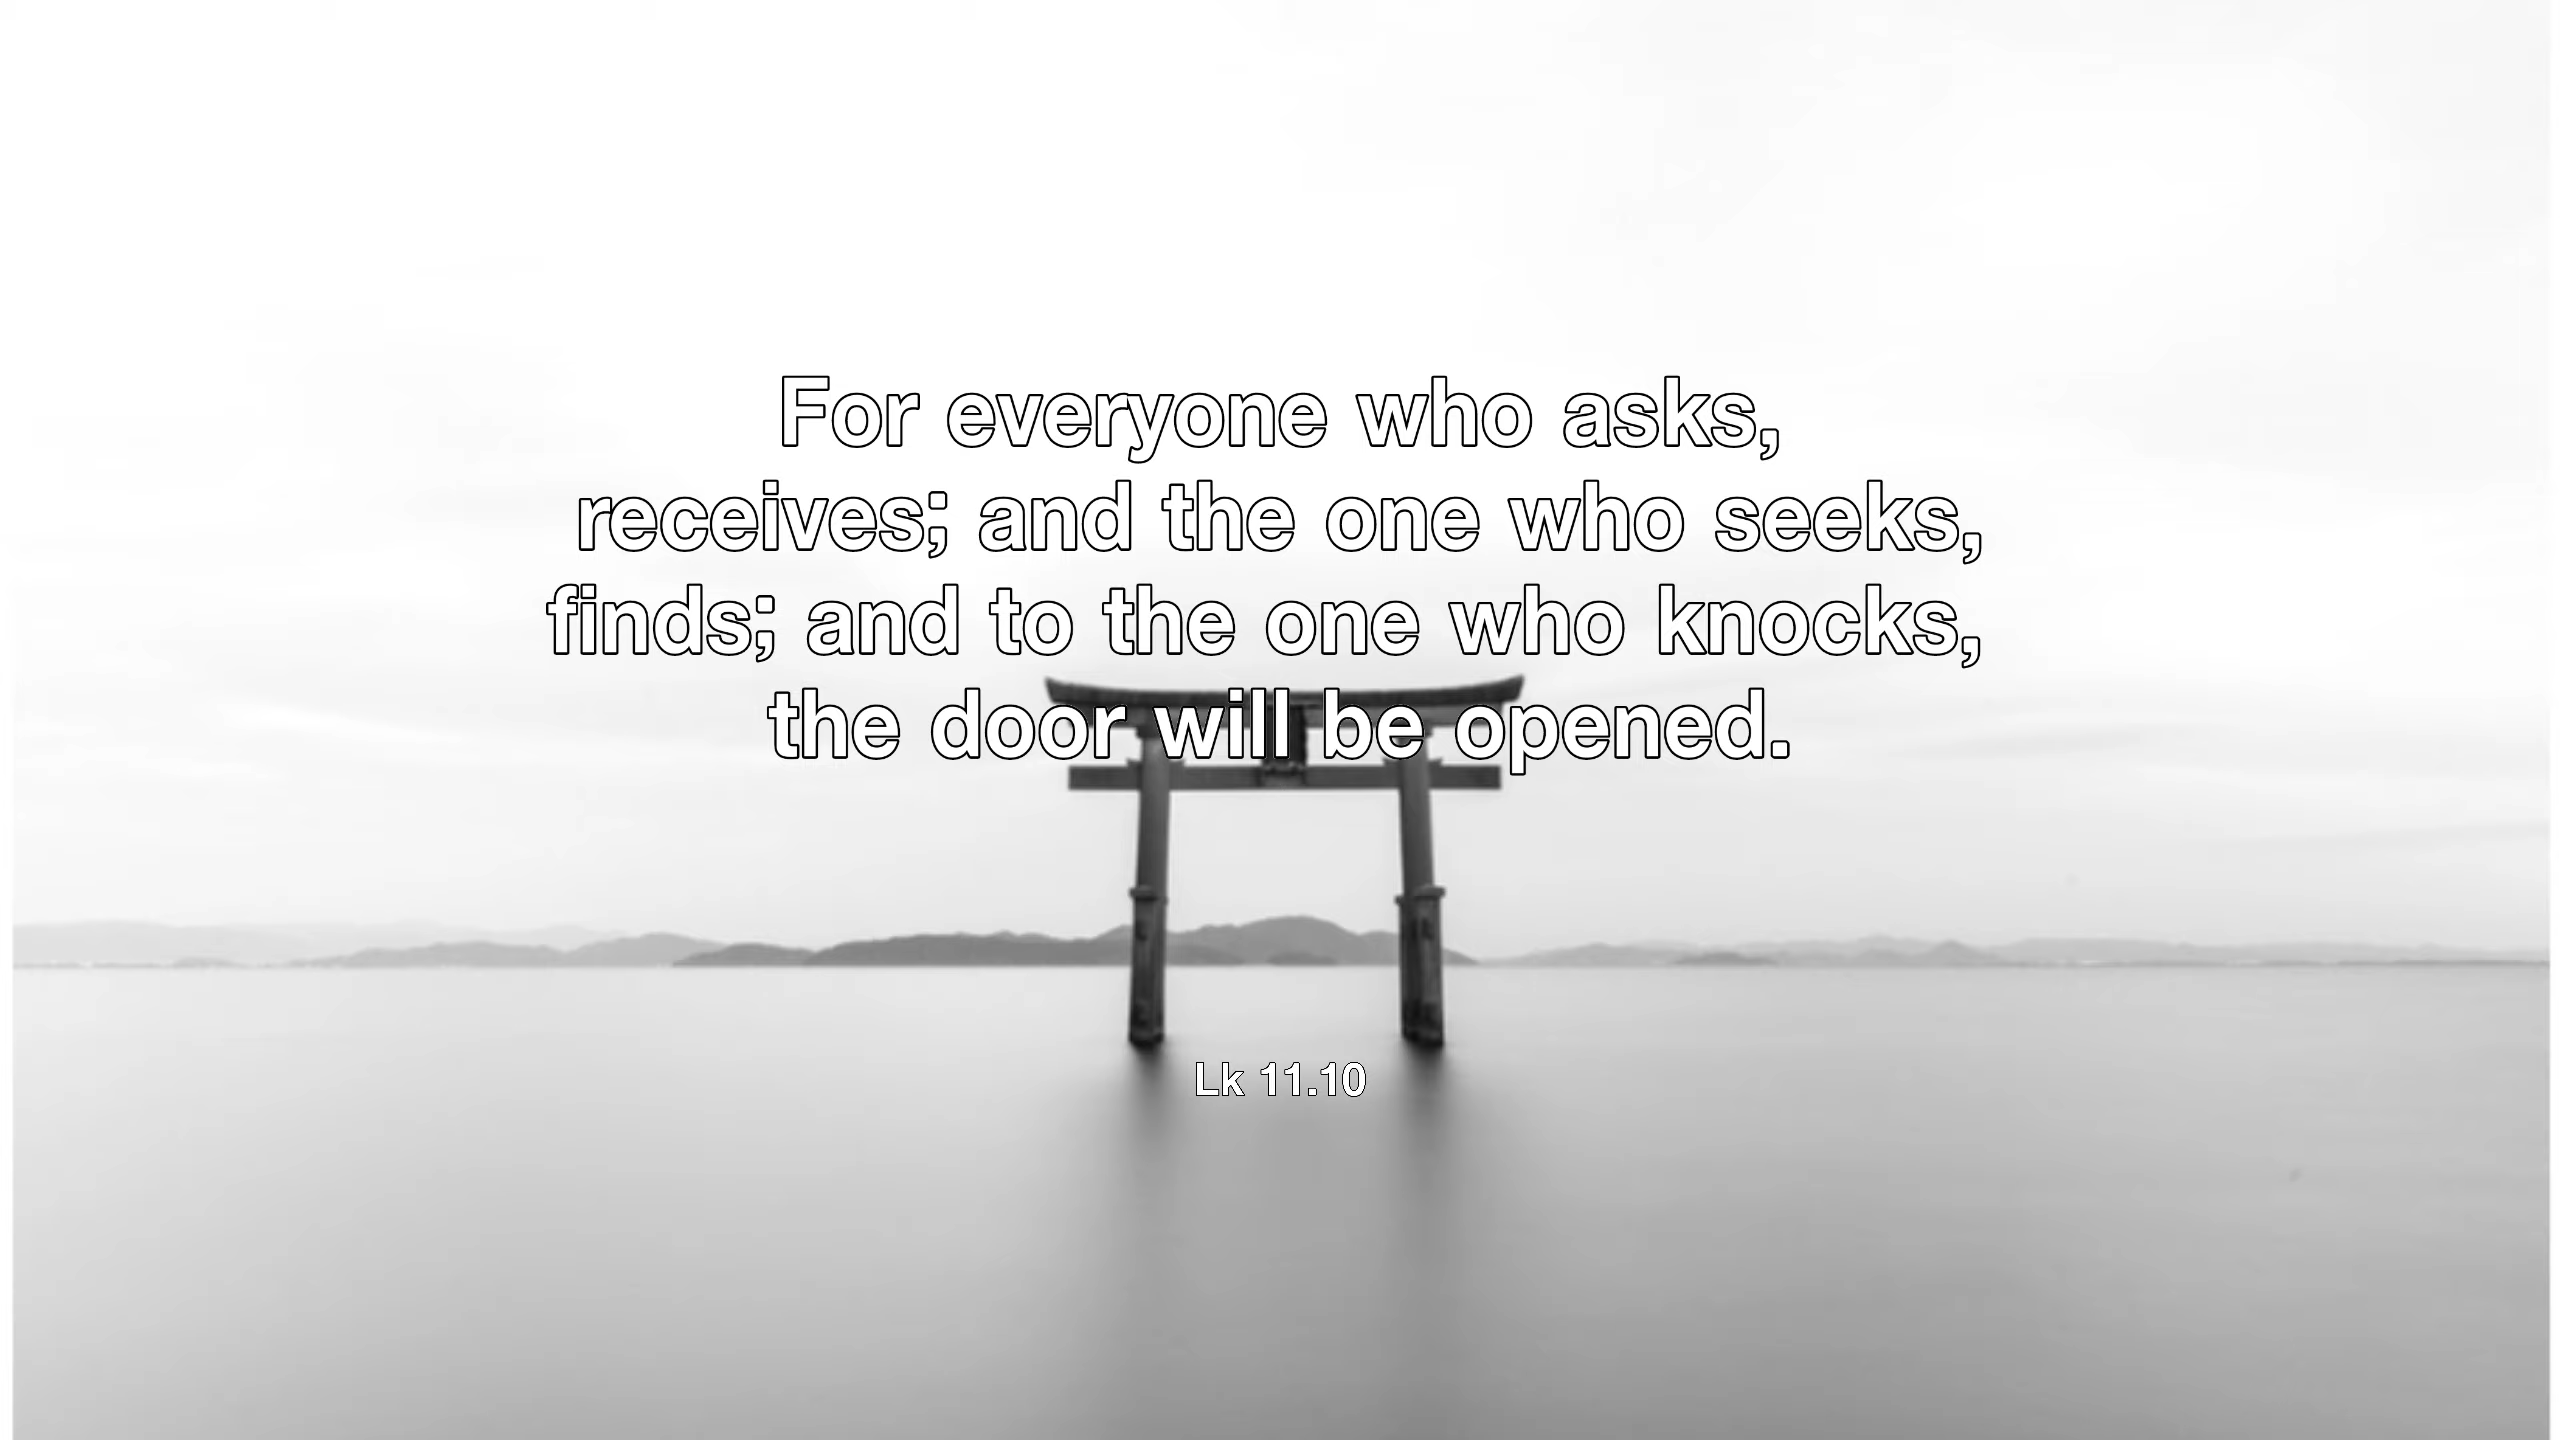 For everyone who asks,
receives; and the one who seeks,
finds; and to the one who knocks,
the door will be opened.
Lk 11.10